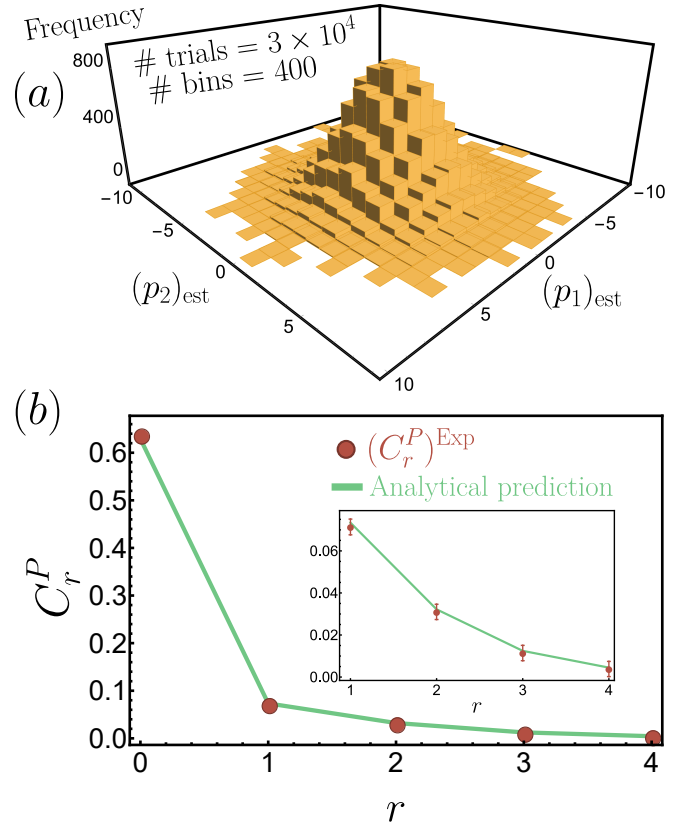 Frequency
# trials = 3 × 10⁴
# bins = 400
(a)
800
400
0
−10
−5
0
5
(p₂)est
−10
−5
0
5
10
(p₁)est
(b)
(C_r^P)^Exp
Analytical prediction
0.6
0.5
0.4
0.3
0.2
0.1
0.0
C_r^P
0 1 2 3 4
r
0.06
0.04
0.02
0.00
1 2 3 4
r